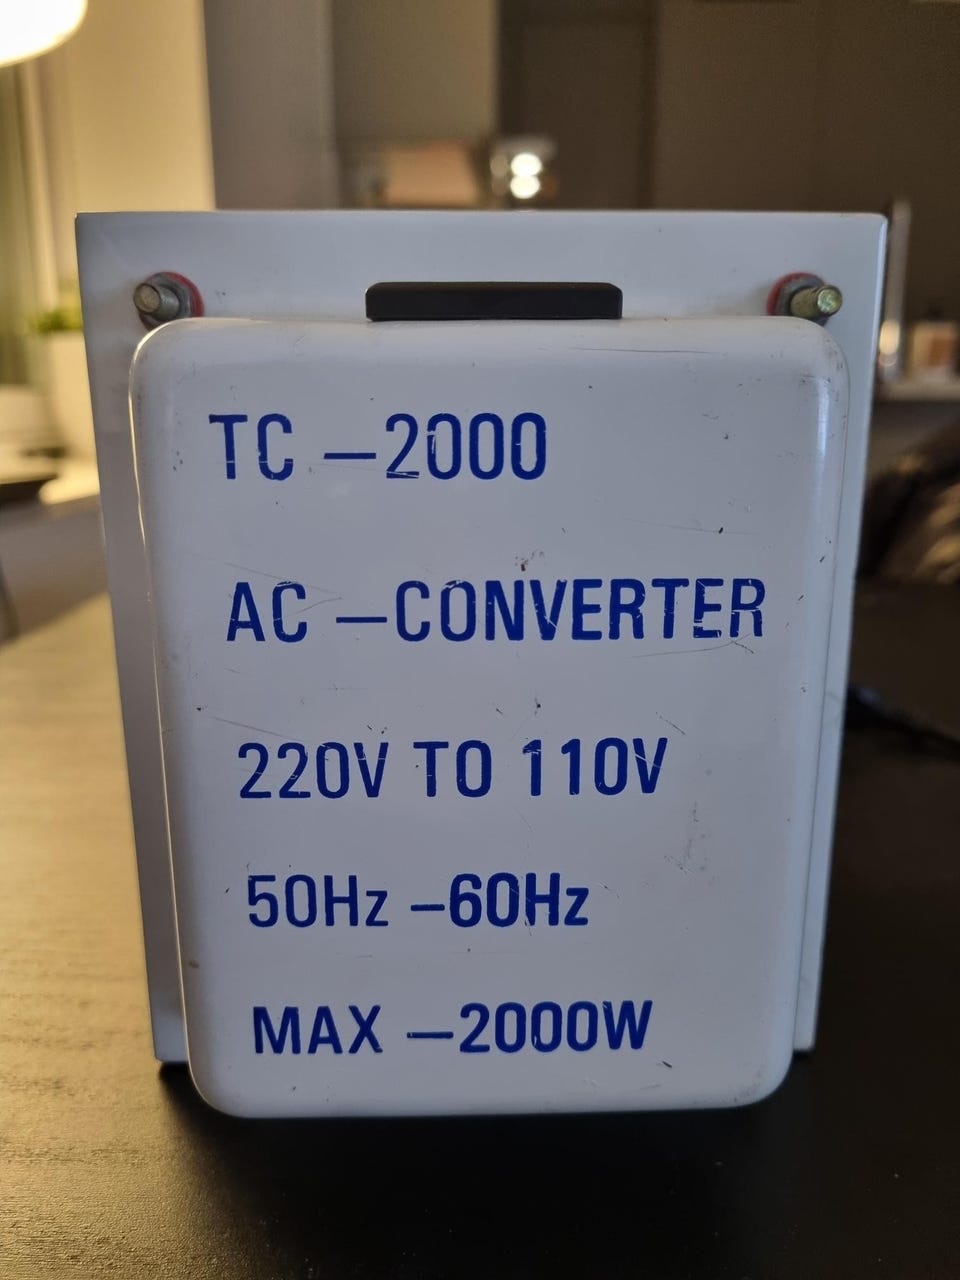 TC -2000
AC -CONVERTER
220V TO 110V
50Hz -60Hz
MAX -2000W